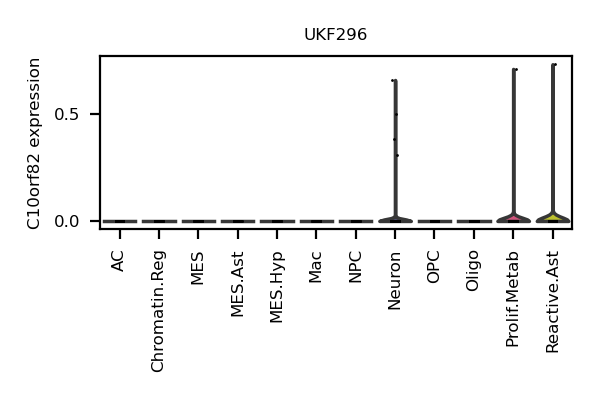 UKF296
C10orf82 expression
0.5
0.0
AC
Chromatin.Reg
MES
MES.Ast
MES.Hyp
Mac
NPC
Neuron
OPC
Oligo
Prolif.Metab
Reactive.Ast